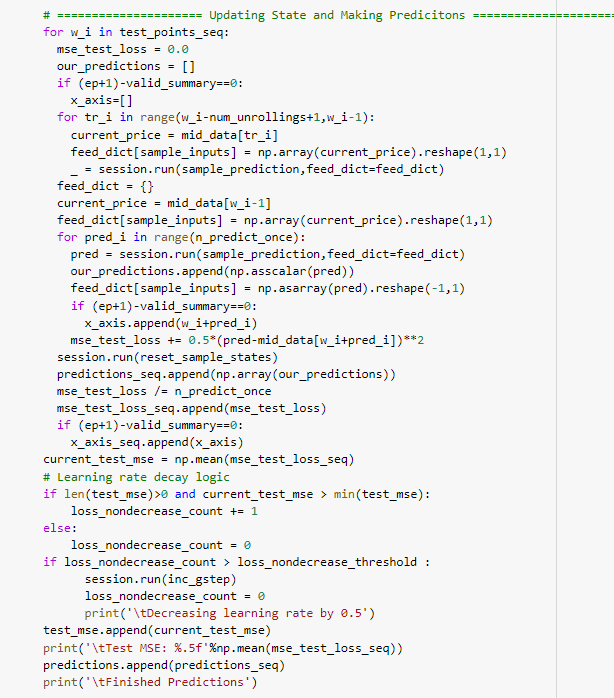 # ===================== Updating State and Making Predicitons =====================
for w_i in test_points_seq:
  mse_test_loss = 0.0
  our_predictions = []
  if (ep+1)-valid_summary==0:
    x_axis=[]
  for tr_i in range(w_i-num_unrollings+1,w_i-1):
    current_price = mid_data[tr_i]
    feed_dict[sample_inputs] = np.array(current_price).reshape(1,1)
    _ = session.run(sample_prediction,feed_dict=feed_dict)
  feed_dict = {}
  current_price = mid_data[w_i-1]
  feed_dict[sample_inputs] = np.array(current_price).reshape(1,1)
  for pred_i in range(n_predict_once):
    pred = session.run(sample_prediction,feed_dict=feed_dict)
    our_predictions.append(np.asscalar(pred))
    feed_dict[sample_inputs] = np.asarray(pred).reshape(-1,1)
    if (ep+1)-valid_summary==0:
      x_axis.append(w_i+pred_i)
    mse_test_loss += 0.5*(pred-mid_data[w_i+pred_i])**2
  session.run(reset_sample_states)
  predictions_seq.append(np.array(our_predictions))
  mse_test_loss /= n_predict_once
  mse_test_loss_seq.append(mse_test_loss)
  if (ep+1)-valid_summary==0:
    x_axis_seq.append(x_axis)
current_test_mse = np.mean(mse_test_loss_seq)
# Learning rate decay logic
if len(test_mse)>0 and current_test_mse > min(test_mse):
    loss_nondecrease_count += 1
else:
    loss_nondecrease_count = 0
if loss_nondecrease_count > loss_nondecrease_threshold :
      session.run(inc_gstep)
      loss_nondecrease_count = 0
      print('\tDecreasing learning rate by 0.5')
test_mse.append(current_test_mse)
print('\tTest MSE: %.5f'%np.mean(mse_test_loss_seq))
predictions.append(predictions_seq)
print('\tFinished Predictions')